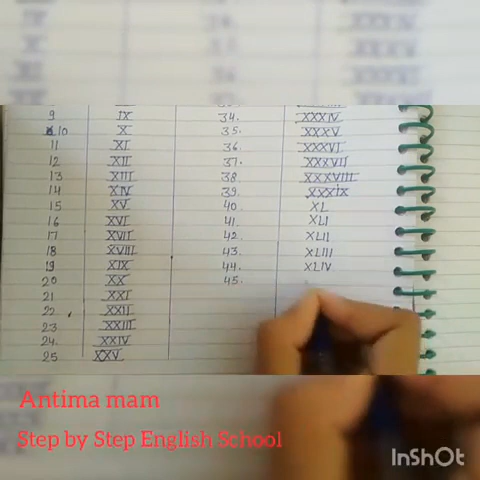 9 IX 34. XXXIV
10 X 35. XXXV
11 XI 36. XXXVI
12 XII 37. XXXVII
13 XIII 38 XXXVIII
14 XIV 39. XXXIX
15 XV 40. XL
16 XVI 41. XLI
17 XVII 42. XLII
18 XVIII 43. XLIII
19 XIX 44. XLIV
20 XX 45.
21 XXI
22 XXII
23 XXIII
24. XXIV
25 XXV
Antima mam
Step by Step English School
InShOt